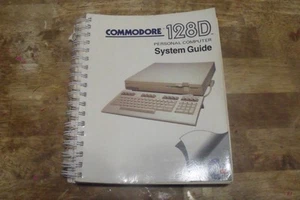 COMMODORE 128D
PERSONAL COMPUTER
System Guide